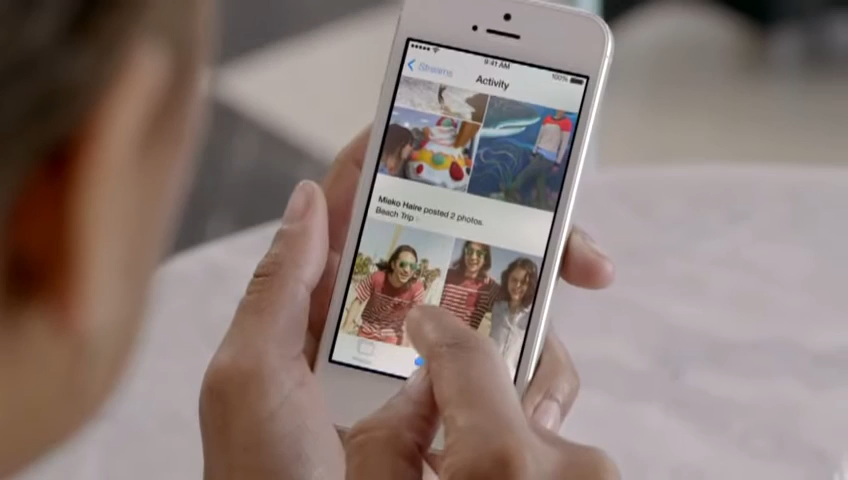 9:41 AM
100%
Streams
Activity
Mieko Haire posted 2 photos.
Beach Trip